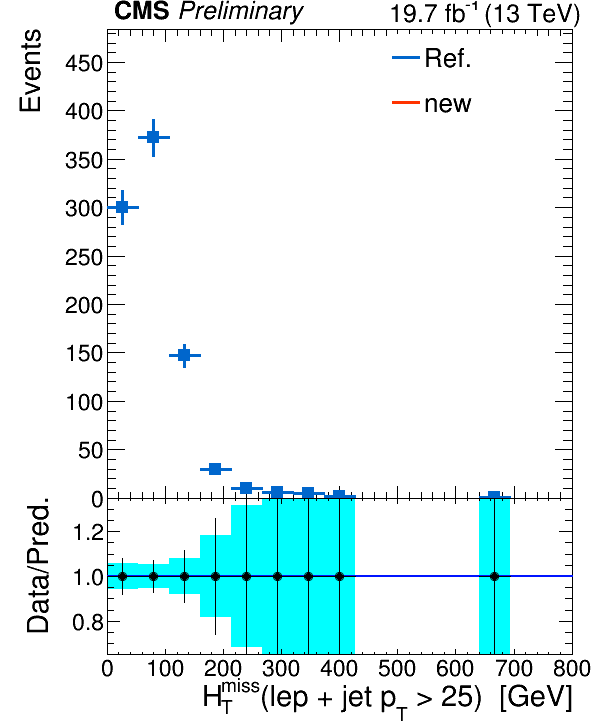 CMS Preliminary 19.7 fb⁻¹ (13 TeV)
Events
Ref.
new
450
400
350
300
250
200
150
100
50
0
Data/Pred.
1.2
1.0
0.8
0 100 200 300 400 500 600 700 800
H_T^miss(lep + jet p_T > 25) [GeV]